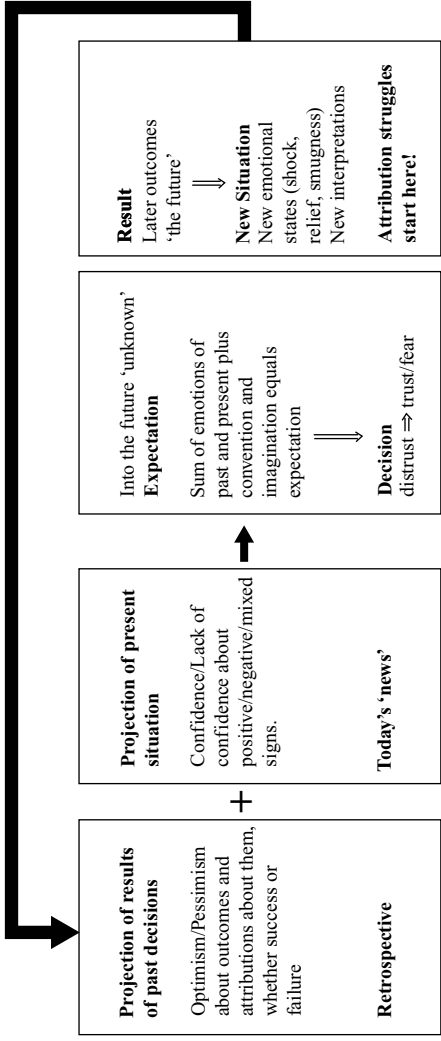 Projection of results
of past decisions
Optimism/Pessimism
about outcomes and
attributions about them,
whether success or
failure
Retrospective
+
Projection of present
situation
Confidence/Lack of
confidence about
positive/negative/mixed
signs.
Today’s ‘news’
Into the future ‘unknown’
Expectation
Sum of emotions of
past and present plus
convention and
imagination equals
expectation
Decision
distrust ⇒ trust/fear
Result
Later outcomes
‘the future’
New Situation
New emotional
states (shock,
relief, smugness)
New interpretations
Attribution struggles
start here!